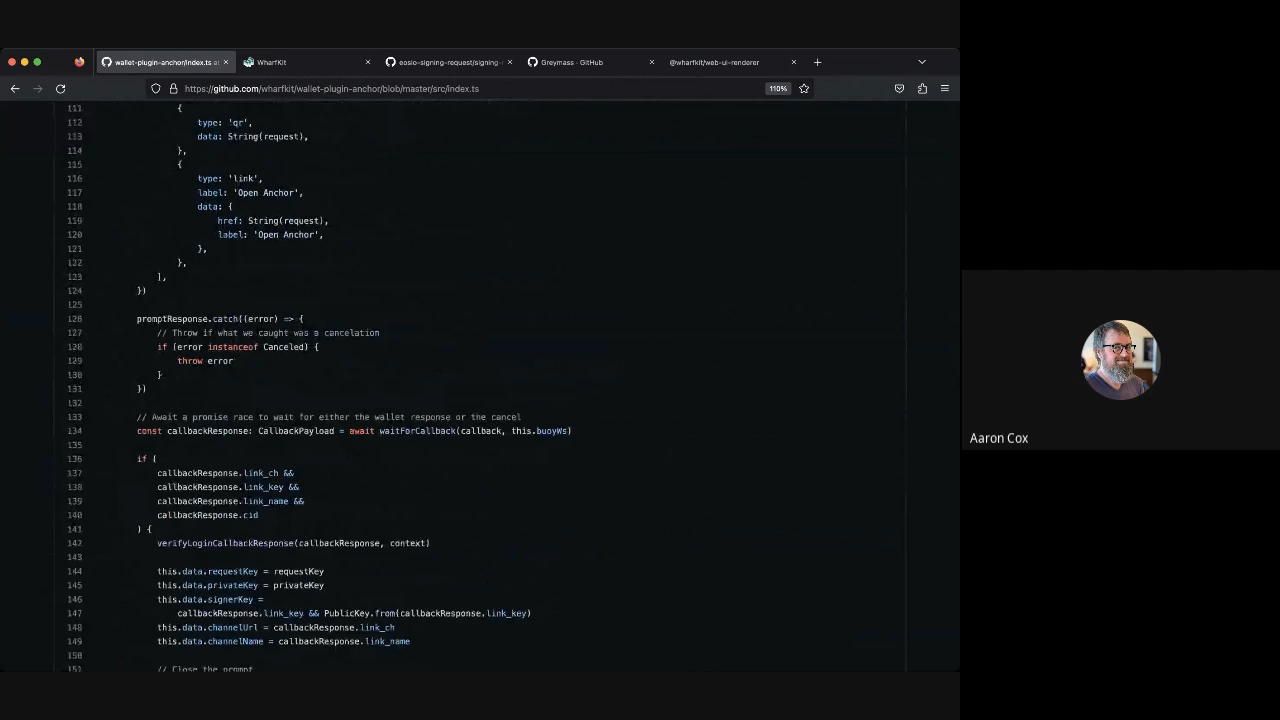 wallet-plugin-anchor/index.ts at
WharfKit
eosio-signing-request/signing-r
Greymass · GitHub
@wharfkit/web-ui-renderer
https://github.com/wharfkit/wallet-plugin-anchor/blob/master/src/index.ts
110%
111 {
112 type: 'qr',
113 data: String(request),
114 },
115 {
116 type: 'link',
117 label: 'Open Anchor',
118 data: {
119 href: String(request),
120 label: 'Open Anchor',
121 },
122 },
123 ],
124 })
125
126 promptResponse.catch((error) => {
127 // Throw if what we caught was a cancelation
128 if (error instanceof Canceled) {
129 throw error
130 }
131 })
132
133 // Await a promise race to wait for either the wallet response or the cancel
134 const callbackResponse: CallbackPayload = await waitForCallback(callback, this.buoyWs)
135
136 if (
137 callbackResponse.link_ch &&
138 callbackResponse.link_key &&
139 callbackResponse.link_name &&
140 callbackResponse.cid
141 ) {
142 verifyLoginCallbackResponse(callbackResponse, context)
143
144 this.data.requestKey = requestKey
145 this.data.privateKey = privateKey
146 this.data.signerKey =
147 callbackResponse.link_key && PublicKey.from(callbackResponse.link_key)
148 this.data.channelUrl = callbackResponse.link_ch
149 this.data.channelName = callbackResponse.link_name
150
151 // Close the prompt
Aaron Cox